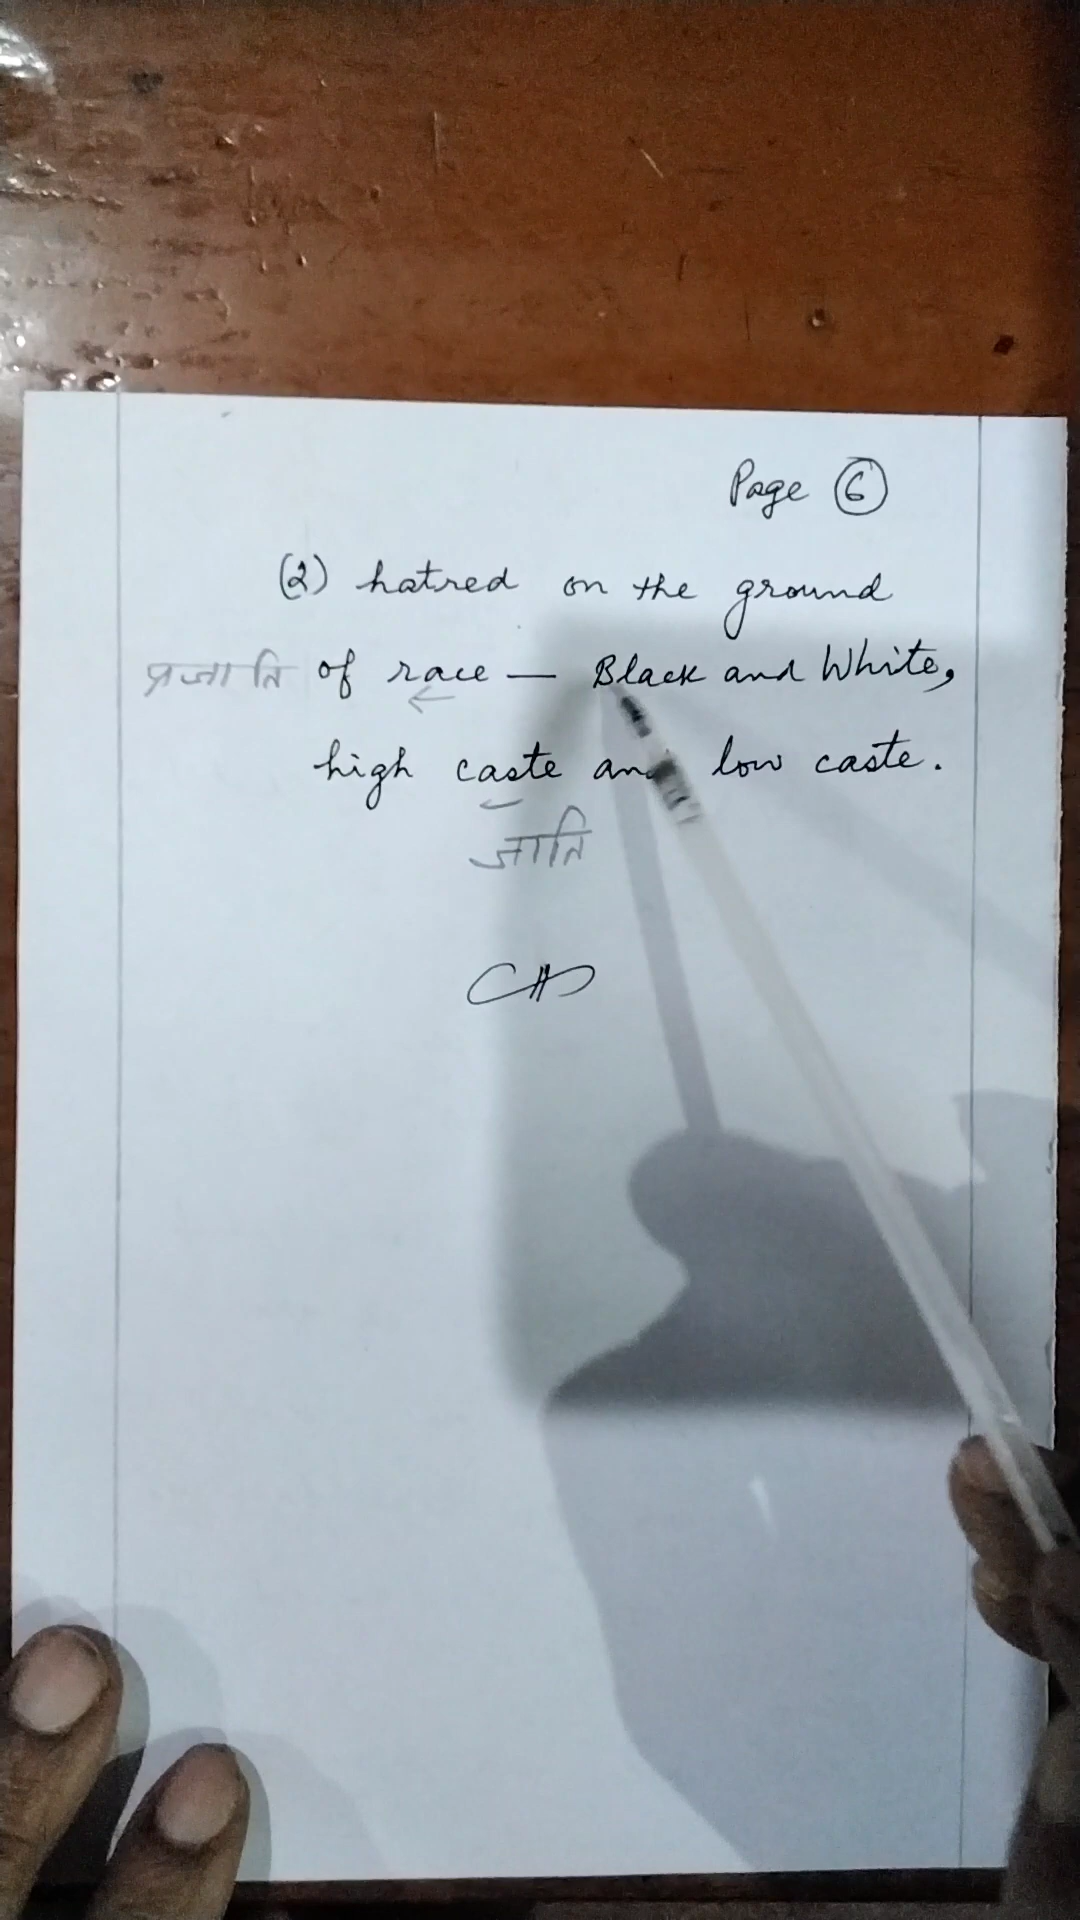 Page 6
(2) hatred on the ground
प्रजाति of race — Black and White,
high caste and low caste.
जाति